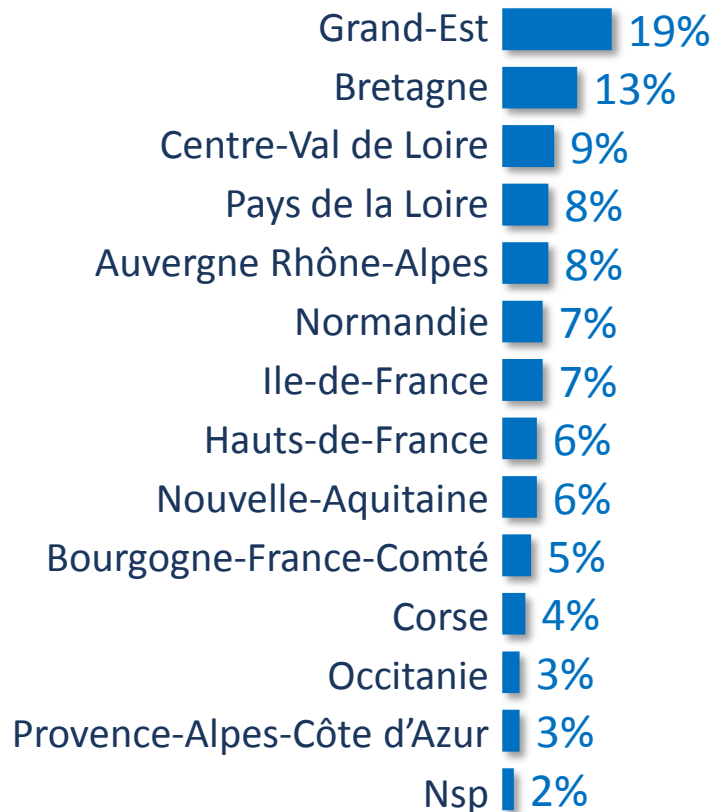 Grand-Est 19%
Bretagne 13%
Centre-Val de Loire 9%
Pays de la Loire 8%
Auvergne Rhône-Alpes 8%
Normandie 7%
Ile-de-France 7%
Hauts-de-France 6%
Nouvelle-Aquitaine 6%
Bourgogne-France-Comté 5%
Corse 4%
Occitanie 3%
Provence-Alpes-Côte d’Azur 3%
Nsp 2%